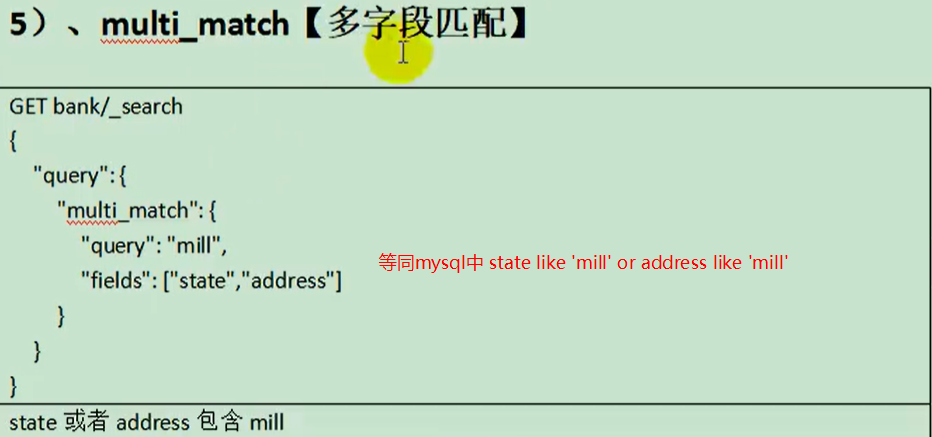 5）、multi_match【多字段匹配】
GET bank/_search
{
"query":{
"multi_match": {
"query": "mill",
"fields": ["state","address"]
等同mysql中 state like 'mill' or address like 'mill'
}
}
}
state 或者 address 包含 mill